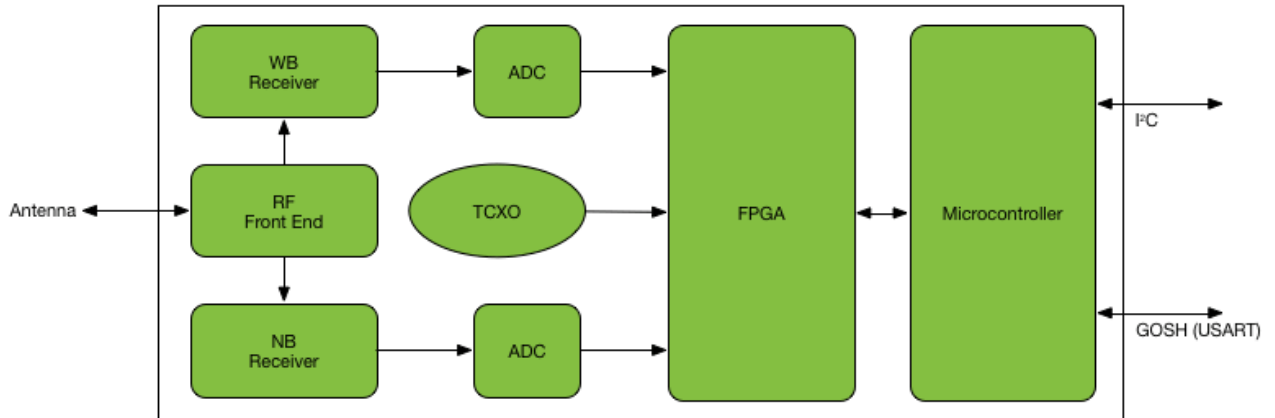 WB
Receiver
ADC
I²C
Antenna
RF
Front End
TCXO
FPGA
Microcontroller
NB
Receiver
ADC
GOSH (USART)